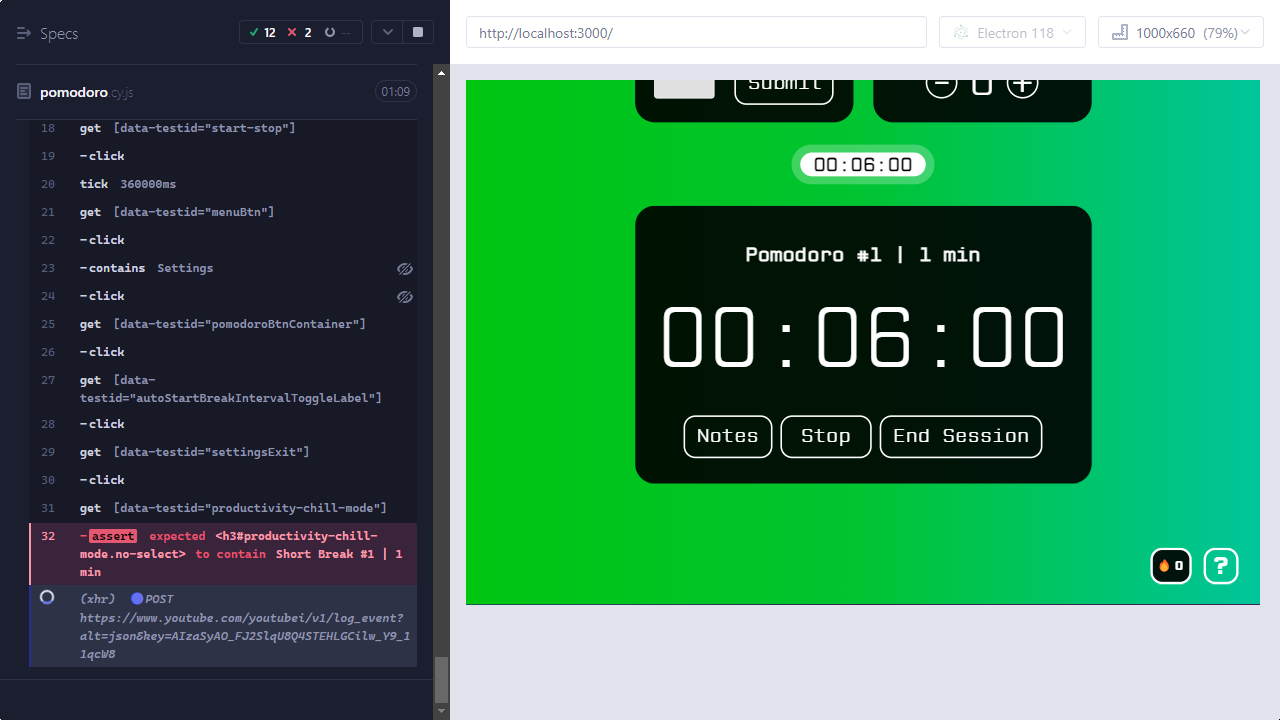 Specs
12
2
--
pomodoro.cy.js
01:09
18 get [data-testid="start-stop"]
19 -click
20 tick 360000ms
21 get [data-testid="menuBtn"]
22 -click
23 -contains Settings
24 -click
25 get [data-testid="pomodoroBtnContainer"]
26 -click
27 get [data-
testid="autoStartBreakIntervalToggleLabel"]
28 -click
29 get [data-testid="settingsExit"]
30 -click
31 get [data-testid="productivity-chill-mode"]
32 -assert expected <h3#productivity-chill-
mode.no-select> to contain Short Break #1 | 1
min
(xhr) POST
https://www.youtube.com/youtubei/v1/log_event?
alt=json&key=AIzaSyAO_FJ2SlqU8Q4STEHLGCilw_Y9_1
1qcW8
http://localhost:3000/
Electron 118
1000x660 (79%)
Submit
0
00:06:00
Pomodoro #1 | 1 min
00:06:00
Notes
Stop
End Session
0
?